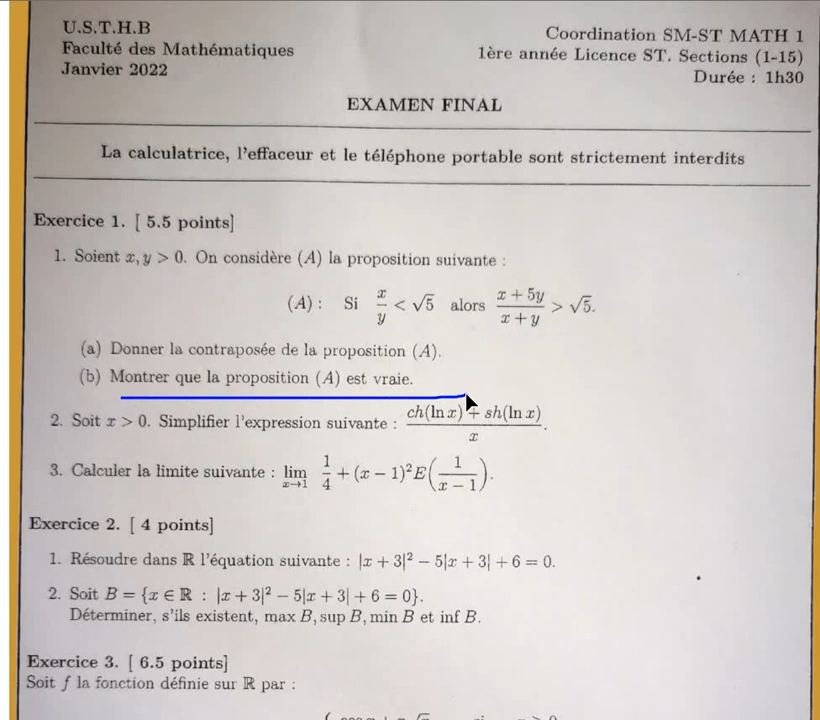 U.S.T.H.B
Faculté des Mathématiques
Janvier 2022
Coordination SM-ST MATH 1
1ère année Licence ST. Sections (1-15)
Durée : 1h30
EXAMEN FINAL
La calculatrice, l'effaceur et le téléphone portable sont strictement interdits
Exercice 1. [ 5.5 points]
1. Soient x, y > 0. On considère (A) la proposition suivante :
(A) : Si x/y < √5 alors (x + 5y)/(x + y) > √5.
(a) Donner la contraposée de la proposition (A).
(b) Montrer que la proposition (A) est vraie.
2. Soit x > 0. Simplifier l'expression suivante : (ch(ln x) + sh(ln x))/x.
3. Calculer la limite suivante : lim x→1 1/4 + (x − 1)²E(1/(x − 1)).
Exercice 2. [ 4 points]
1. Résoudre dans ℝ l'équation suivante : |x + 3|² − 5|x + 3| + 6 = 0.
2. Soit B = {x ∈ ℝ : |x + 3|² − 5|x + 3| + 6 = 0}.
Déterminer, s'ils existent, max B, sup B, min B et inf B.
Exercice 3. [ 6.5 points]
Soit f la fonction définie sur ℝ par :